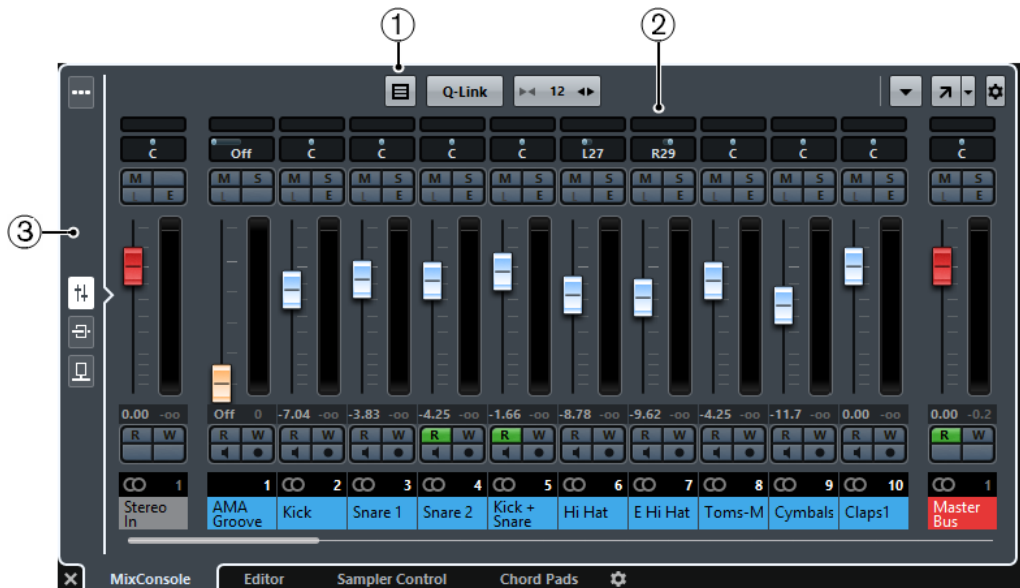 1
2
3
Q-Link
12
C Off C C C C L27 R29 C C C C
M M S M S M S M S M S M S M S M S M S M S M S
L E L E L E L E L E L E L E L E L E L E L E L E
0.00 -oo Off 0 -7.04 -oo -3.83 -oo -4.25 -oo -1.66 -oo -8.78 -oo -9.62 -oo -4.25 -oo -11.7 -oo 0.00 -oo 0.00 -0.2
R W R W R W R W R W R W R W R W R W R W R W R W
1 1 2 3 4 5 6 7 8 9 10 1
Stereo In
AMA Groove
Kick
Snare 1
Snare 2
Kick + Snare
Hi Hat
E Hi Hat
Toms-M
Cymbals
Claps1
Master Bus
MixConsole Editor Sampler Control Chord Pads